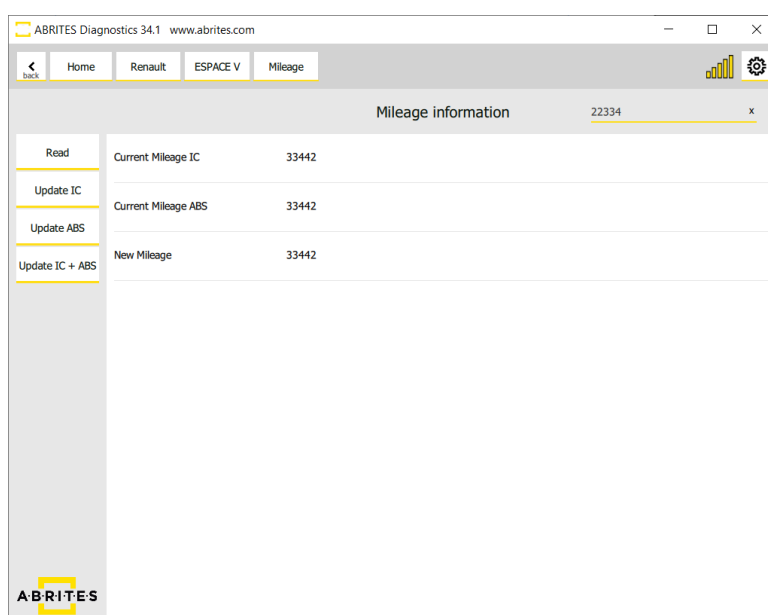 ABRITES Diagnostics 34.1 www.abrites.com
back Home Renault ESPACE V Mileage
Mileage information 22334 x
Read
Current Mileage IC 33442
Update IC
Current Mileage ABS 33442
Update ABS
New Mileage 33442
Update IC + ABS
A·B·R·I·T·E·S